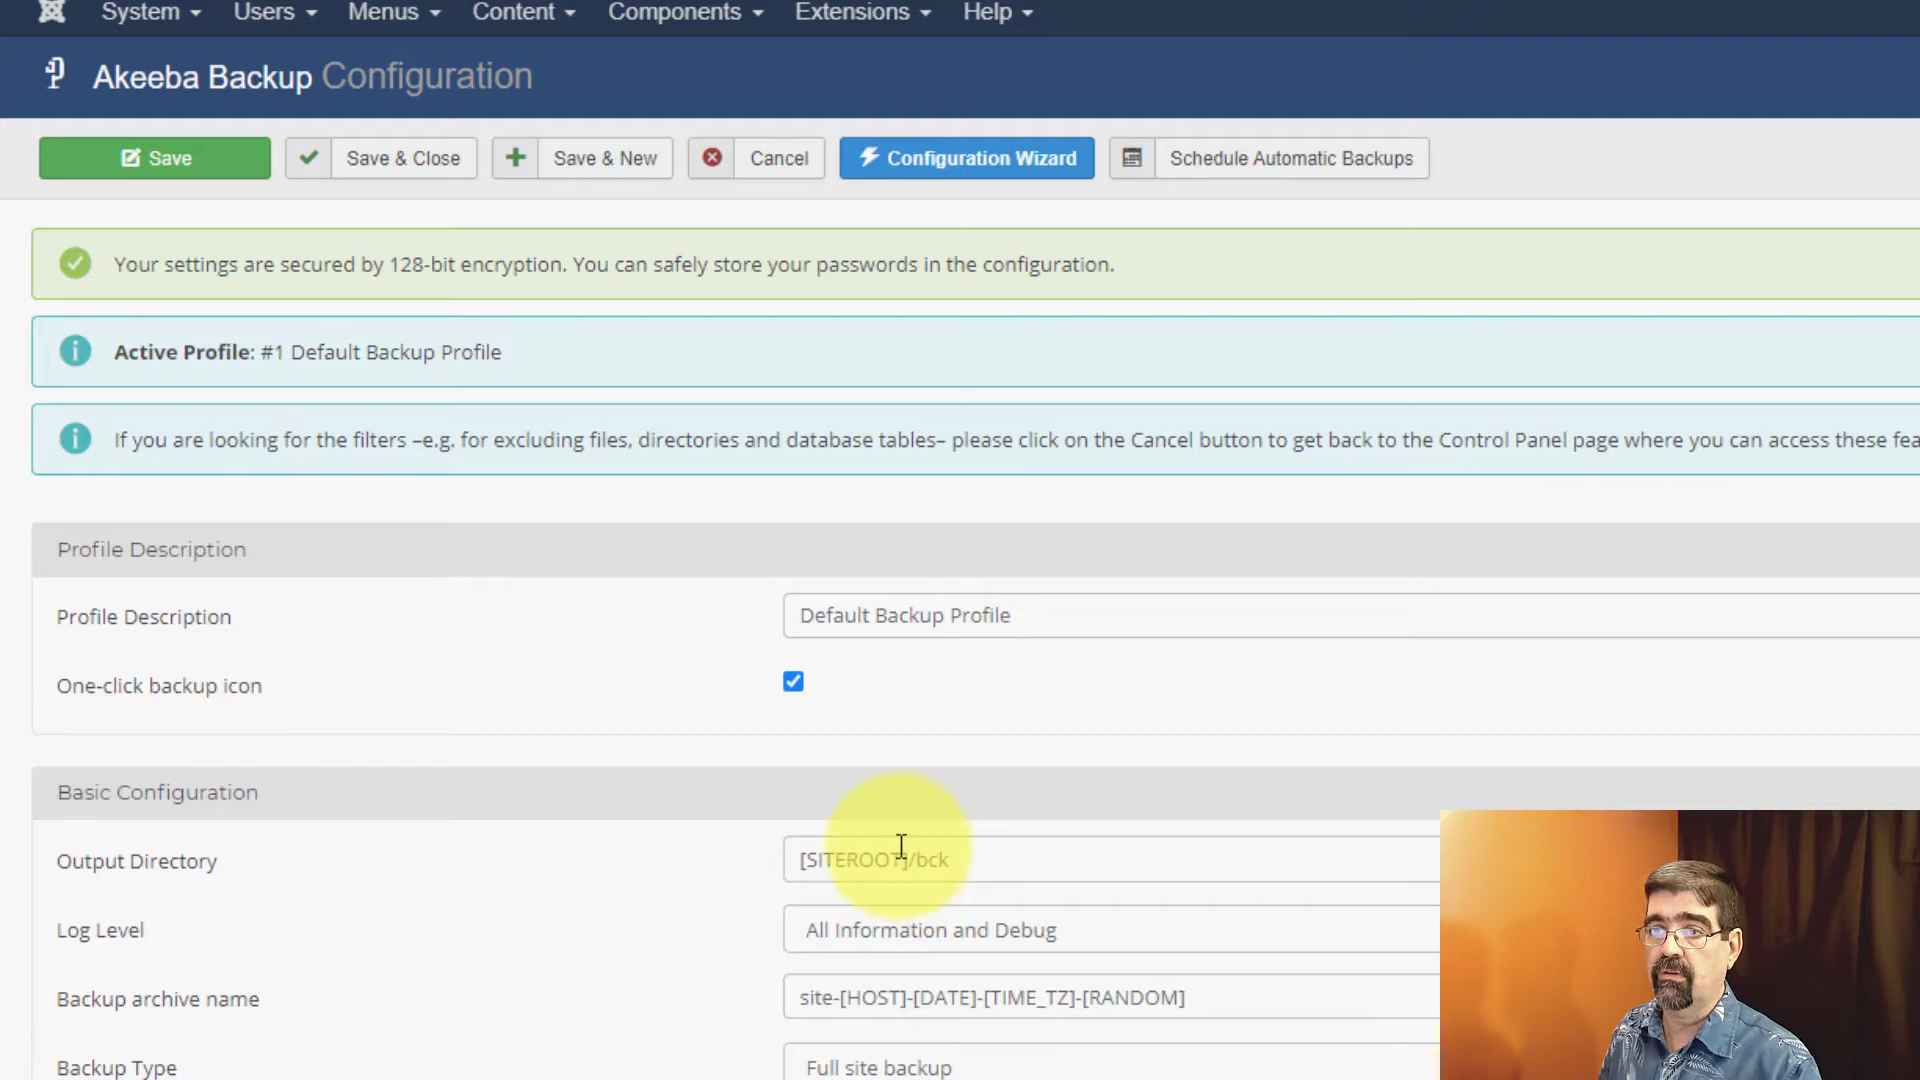 System Users Menus Content Components Extensions Help
Akeeba Backup Configuration
Save Save & Close Save & New Cancel Configuration Wizard Schedule Automatic Backups
Your settings are secured by 128-bit encryption. You can safely store your passwords in the configuration.
Active Profile: #1 Default Backup Profile
If you are looking for the filters –e.g. for excluding files, directories and database tables– please click on the Cancel button to get back to the Control Panel page where you can access these fea
Profile Description
Profile Description Default Backup Profile
One-click backup icon
Basic Configuration
Output Directory [SITEROOT]/bck
Log Level All Information and Debug
Backup archive name site-[HOST]-[DATE]-[TIME_TZ]-[RANDOM]
Backup Type Full site backup